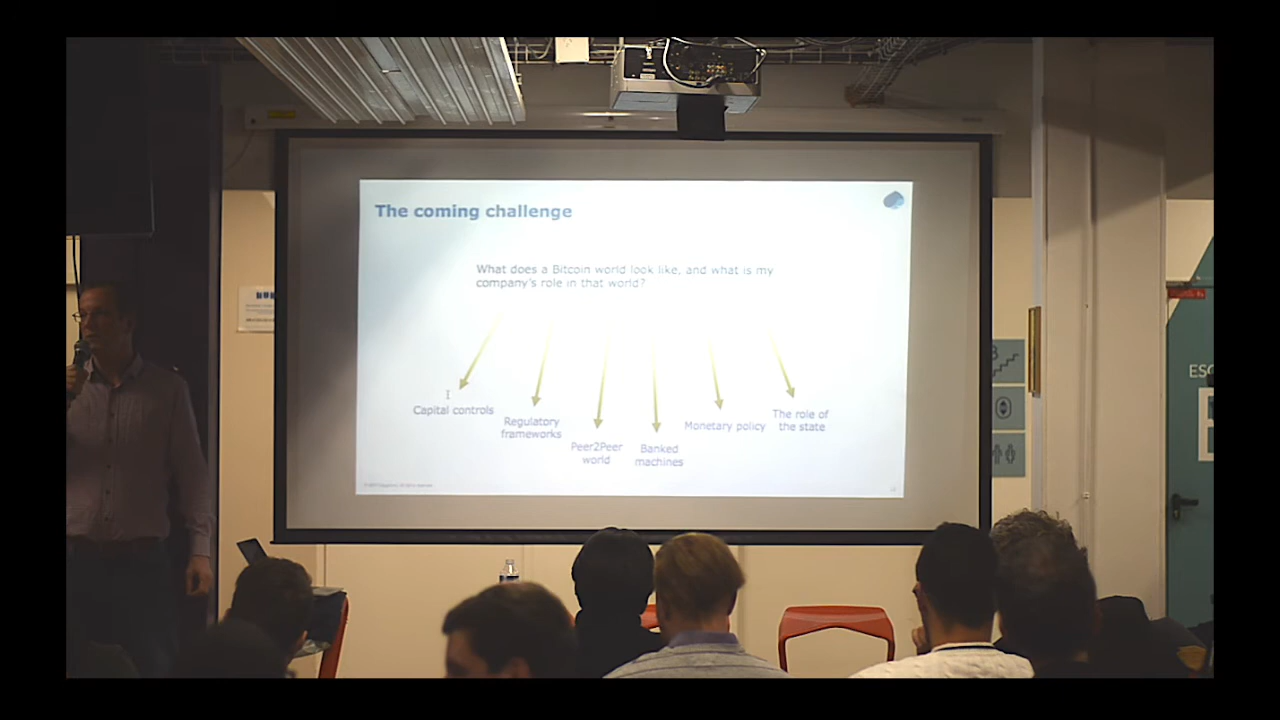 The coming challenge
What does a Bitcoin world look like, and what is my
company's role in that world?
Capital controls
Regulatory
frameworks
Peer2Peer
world
Banked
machines
Monetary policy
The role of
the state
ESC